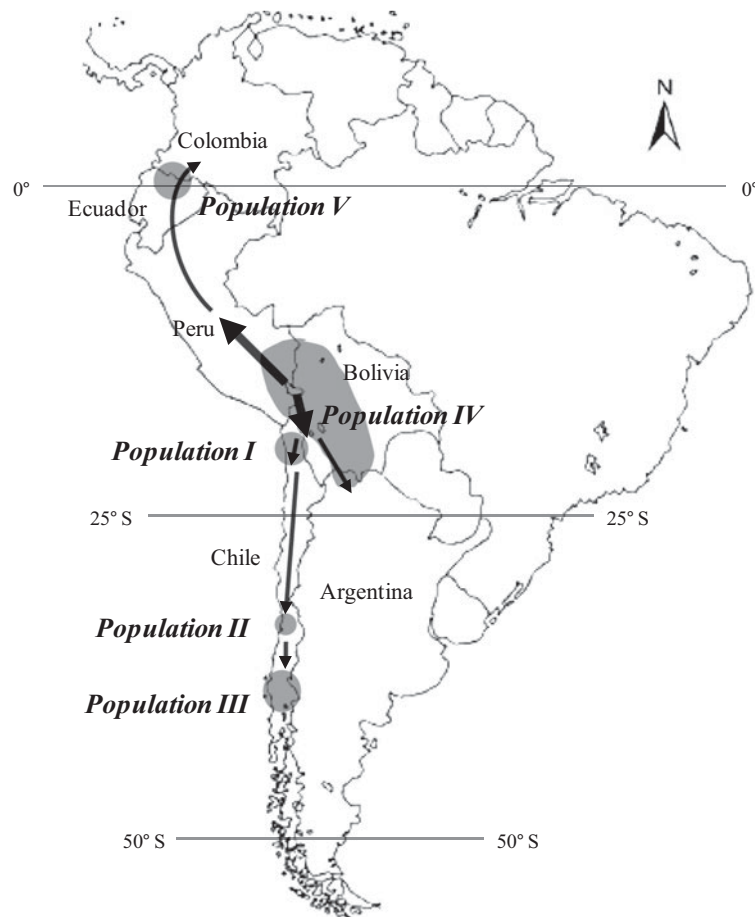 N
Colombia
0° 0°
Ecuador Population V
Peru
Bolivia
Population IV
Population I
25° S 25° S
Chile
Argentina
Population II
Population III
50° S 50° S